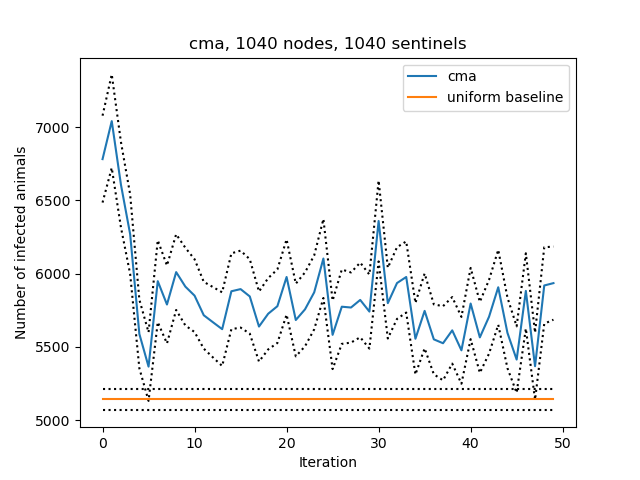 cma, 1040 nodes, 1040 sentinels
cma
uniform baseline
Number of infected animals
7000
6500
6000
5500
5000
0 10 20 30 40 50
Iteration